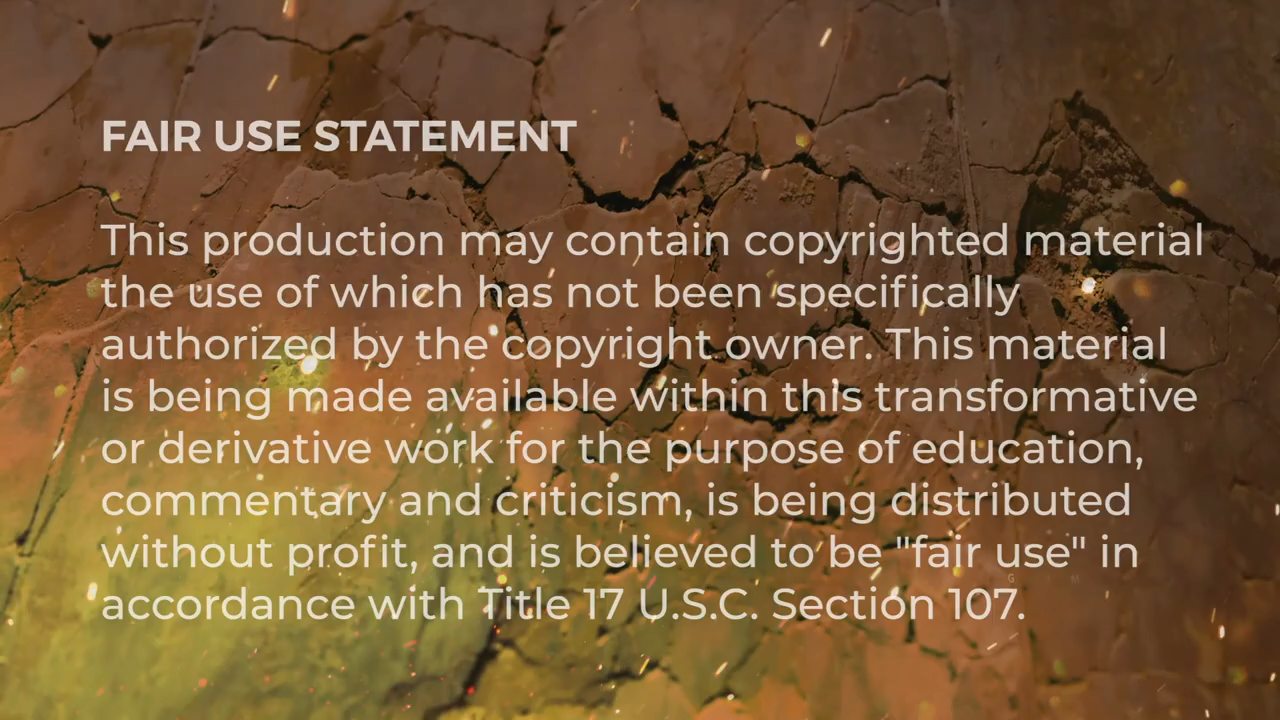 FAIR USE STATEMENT
This production may contain copyrighted material
the use of which has not been specifically
authorized by the copyright owner. This material
is being made available within this transformative
or derivative work for the purpose of education,
commentary and criticism, is being distributed
without profit, and is believed to be "fair use" in
accordance with Title 17 U.S.C. Section 107.